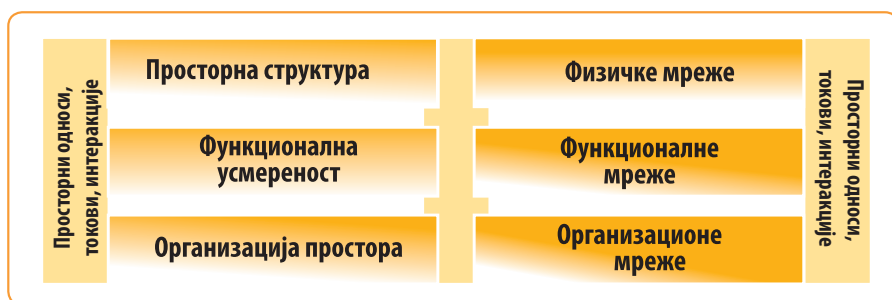 Просторни односи,
токови, интеракције
Просторна структура
Функционална
усмереност
Организација простора
Физичке мреже
Функционалне
мреже
Организационе
мреже
Просторни односи,
токови, интеракције